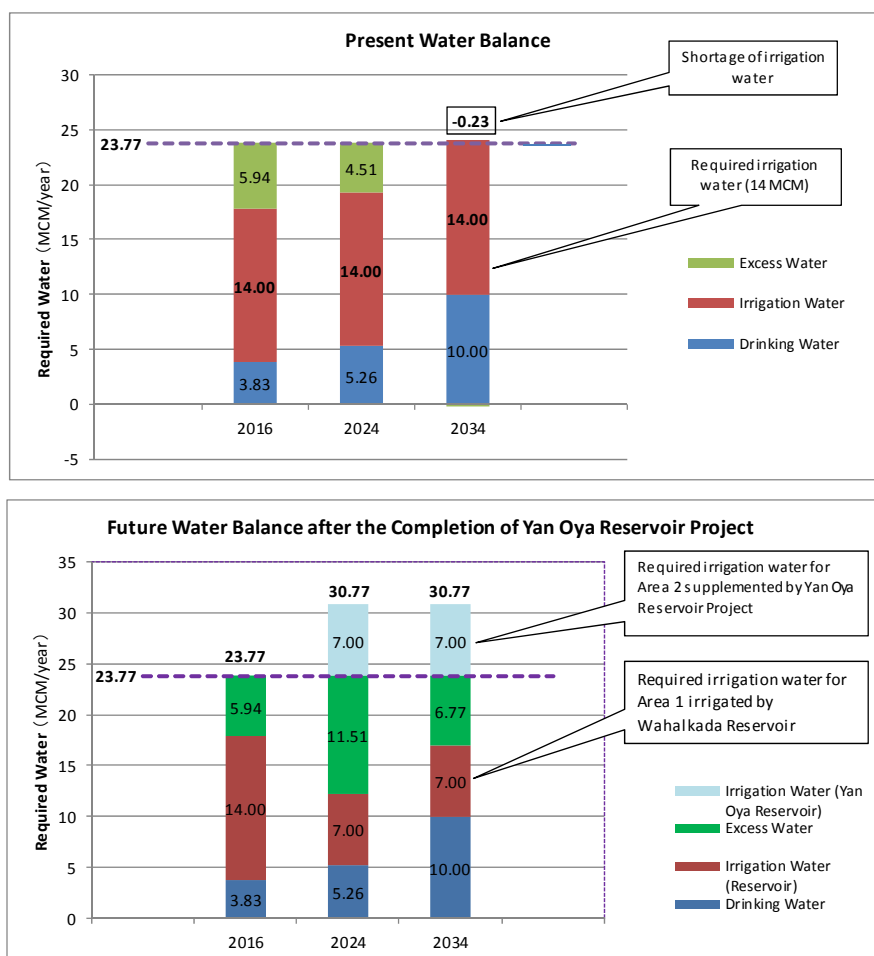 Present Water Balance
Shortage of irrigation
water
Required irrigation
water (14 MCM)
Required Water（MCM/year）
30
25
20
15
10
5
0
-5
23.77
-0.23
5.94
4.51
14.00
14.00
14.00
3.83
5.26
10.00
2016
2024
2034
Excess Water
Irrigation Water
Drinking Water
Future Water Balance after the Completion of Yan Oya Reservoir Project
Required irrigation water for
Area 2 supplemented by Yan Oya
Reservoir Project
Required irrigation water for
Area 1 irrigated by
Wahalkada Reservoir
Required Water（MCM/year）
35
30
25
20
15
10
5
0
23.77
23.77
30.77
30.77
7.00
7.00
5.94
11.51
6.77
14.00
7.00
7.00
3.83
5.26
10.00
2016
2024
2034
Irrigation Water (Yan
Oya Reservoir)
Excess Water
Irrigation Water
(Reservoir)
Drinking Water